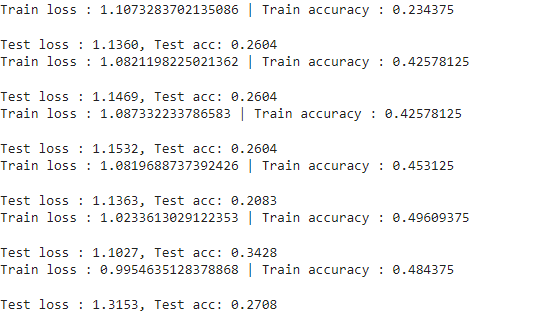 Train loss : 1.1073283702135086 | Train accuracy : 0.234375
Test loss : 1.1360, Test acc: 0.2604
Train loss : 1.0821198225021362 | Train accuracy : 0.42578125
Test loss : 1.1469, Test acc: 0.2604
Train loss : 1.087332233786583 | Train accuracy : 0.42578125
Test loss : 1.1532, Test acc: 0.2604
Train loss : 1.0819688737392426 | Train accuracy : 0.453125
Test loss : 1.1363, Test acc: 0.2083
Train loss : 1.0233613029122353 | Train accuracy : 0.49609375
Test loss : 1.1027, Test acc: 0.3428
Train loss : 0.9954635128378868 | Train accuracy : 0.484375
Test loss : 1.3153, Test acc: 0.2708